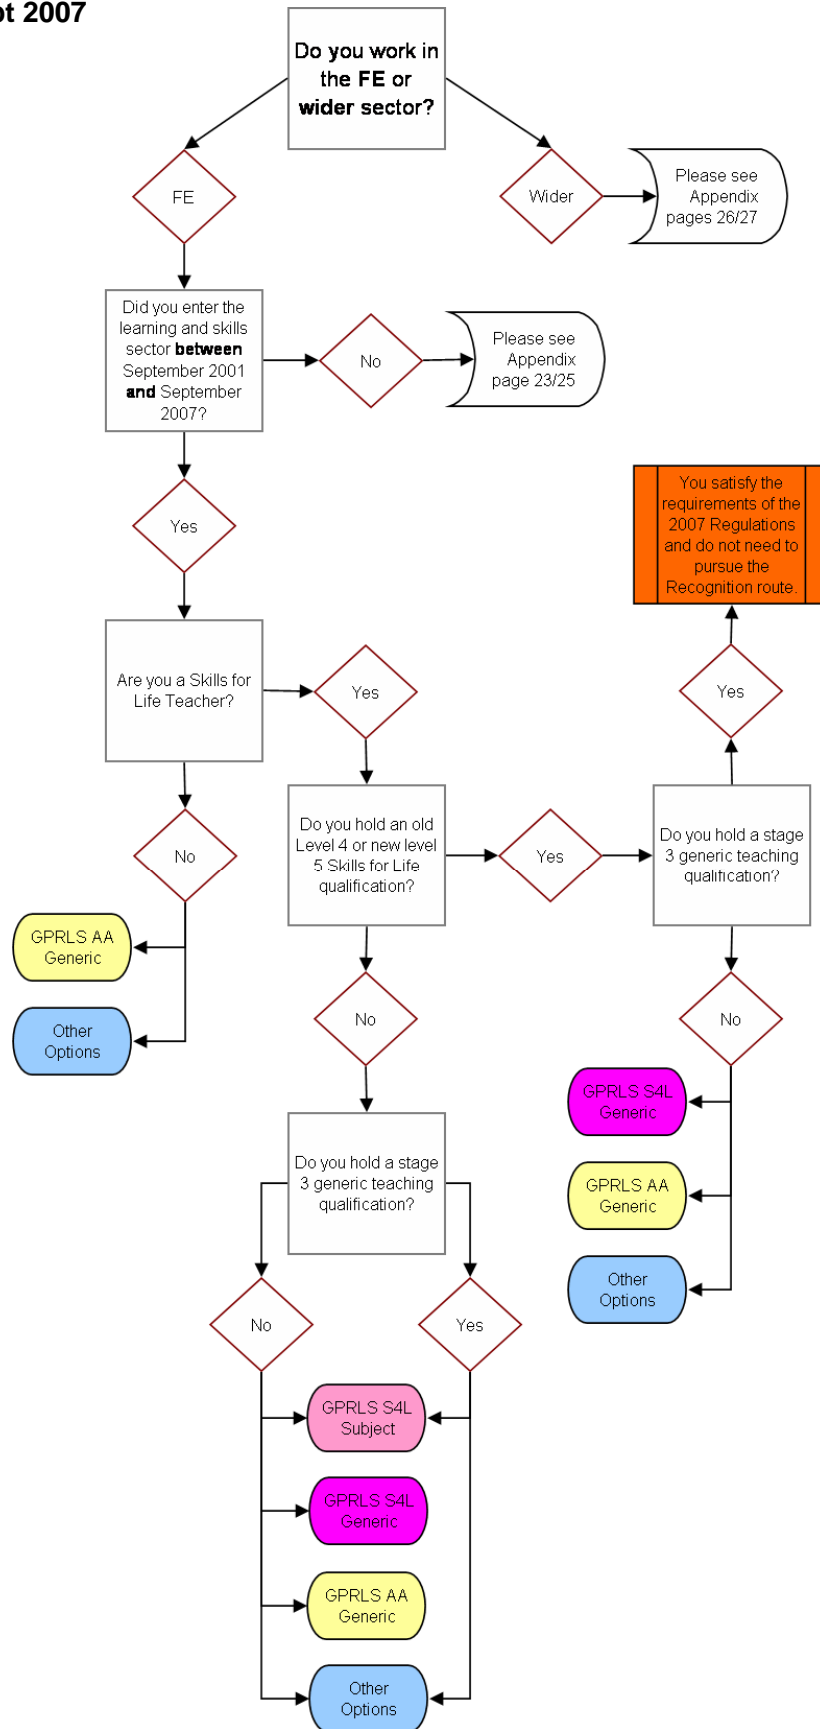 2007
Do you work in
the FE or
wider sector?
FE
Wider
Please see
Appendix
pages 26/27
Did you enter the
learning and skills
sector between
September 2001
and September
2007?
No
Please see
Appendix
page 23/25
Yes
You satisfy the
requirements of the
2007 Regulations
and do not need to
pursue the
Recognition route.
Are you a Skills for
Life Teacher?
Yes
Yes
No
Do you hold an old
Level 4 or new level
5 Skills for Life
qualification?
Yes
Do you hold a stage
3 generic teaching
qualification?
GPRLS AA
Generic
Other
Options
No
No
GPRLS S4L
Generic
GPRLS AA
Generic
Other
Options
Do you hold a stage
3 generic teaching
qualification?
No
Yes
GPRLS S4L
Subject
GPRLS S4L
Generic
GPRLS AA
Generic
Other
Options